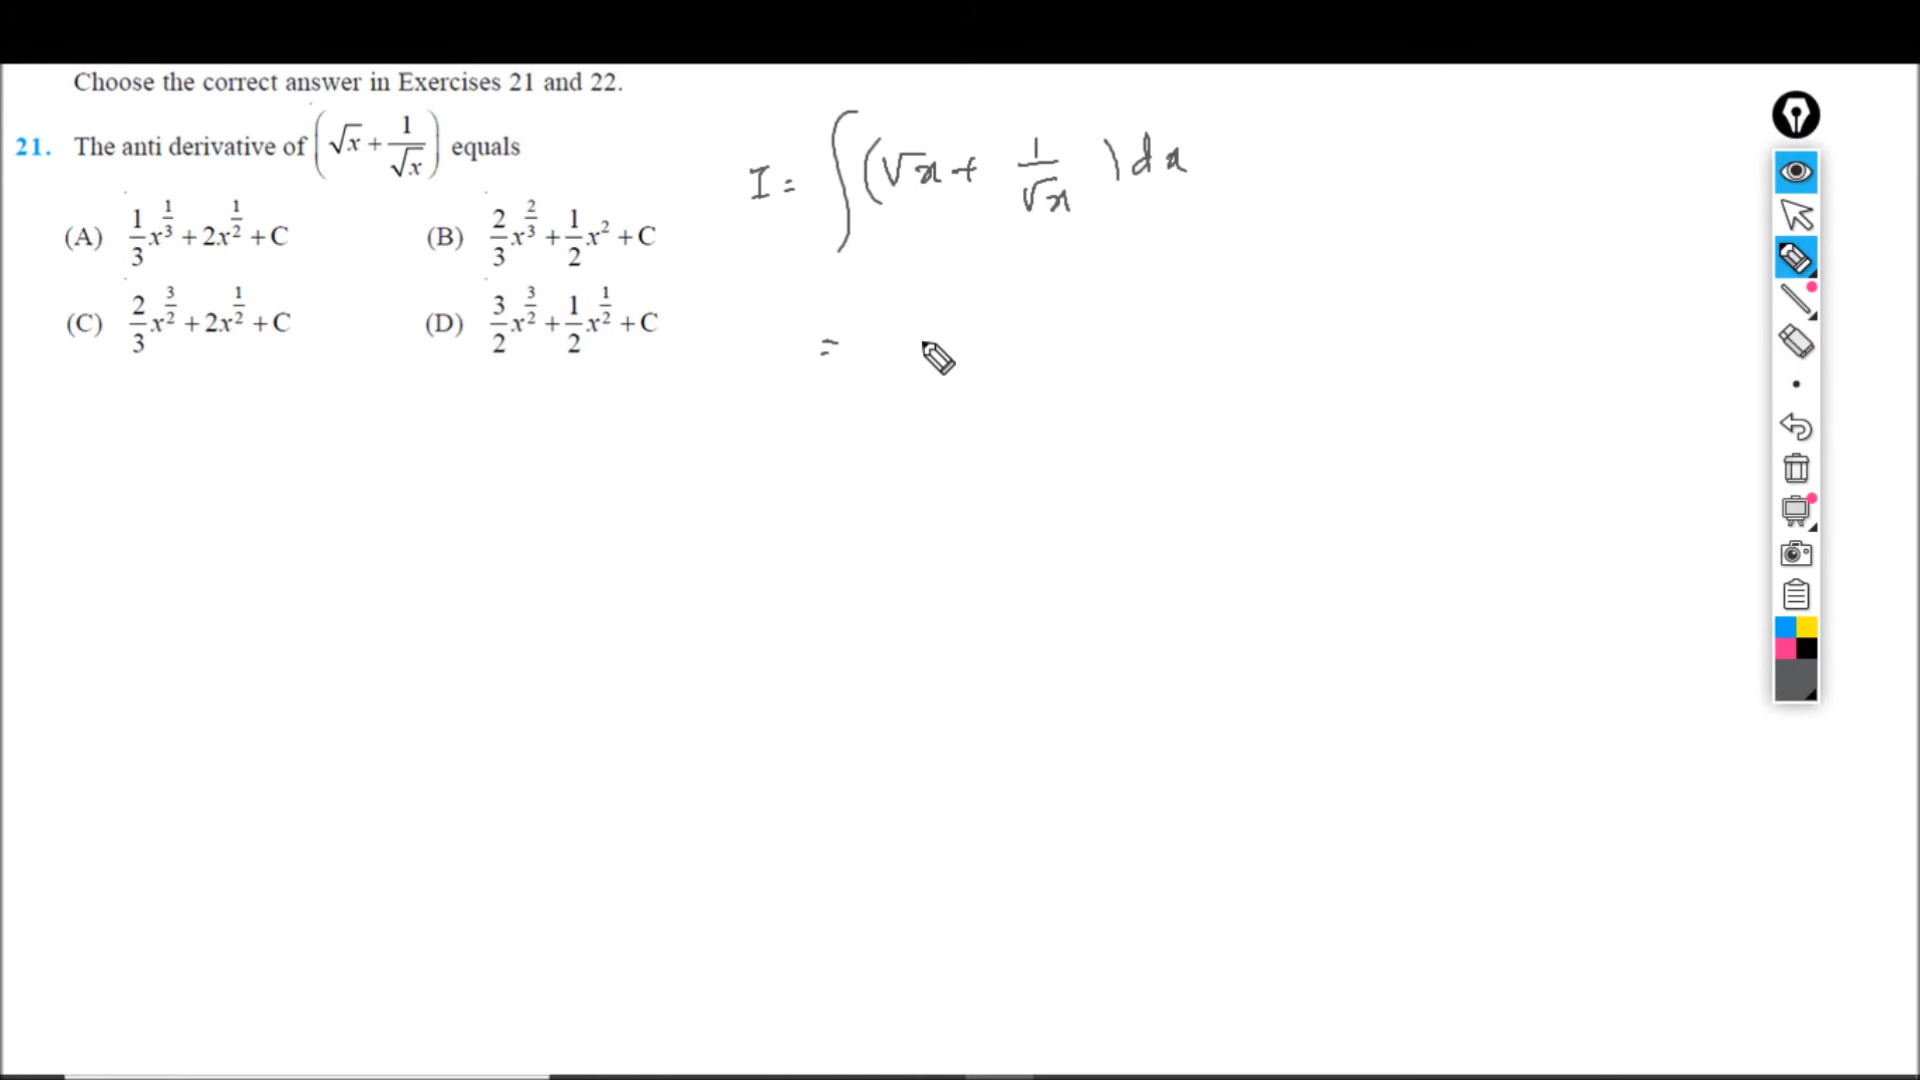 Choose the correct answer in Exercises 21 and 22.
21. The anti derivative of (√x + 1/√x) equals
(A) 1/3 x^(1/3) + 2x^(1/2) + C (B) 2/3 x^(2/3) + 1/2 x² + C
(C) 2/3 x^(3/2) + 2x^(1/2) + C (D) 3/2 x^(3/2) + 1/2 x^(1/2) + C
I = ∫(√x + 1/√x) dx
=